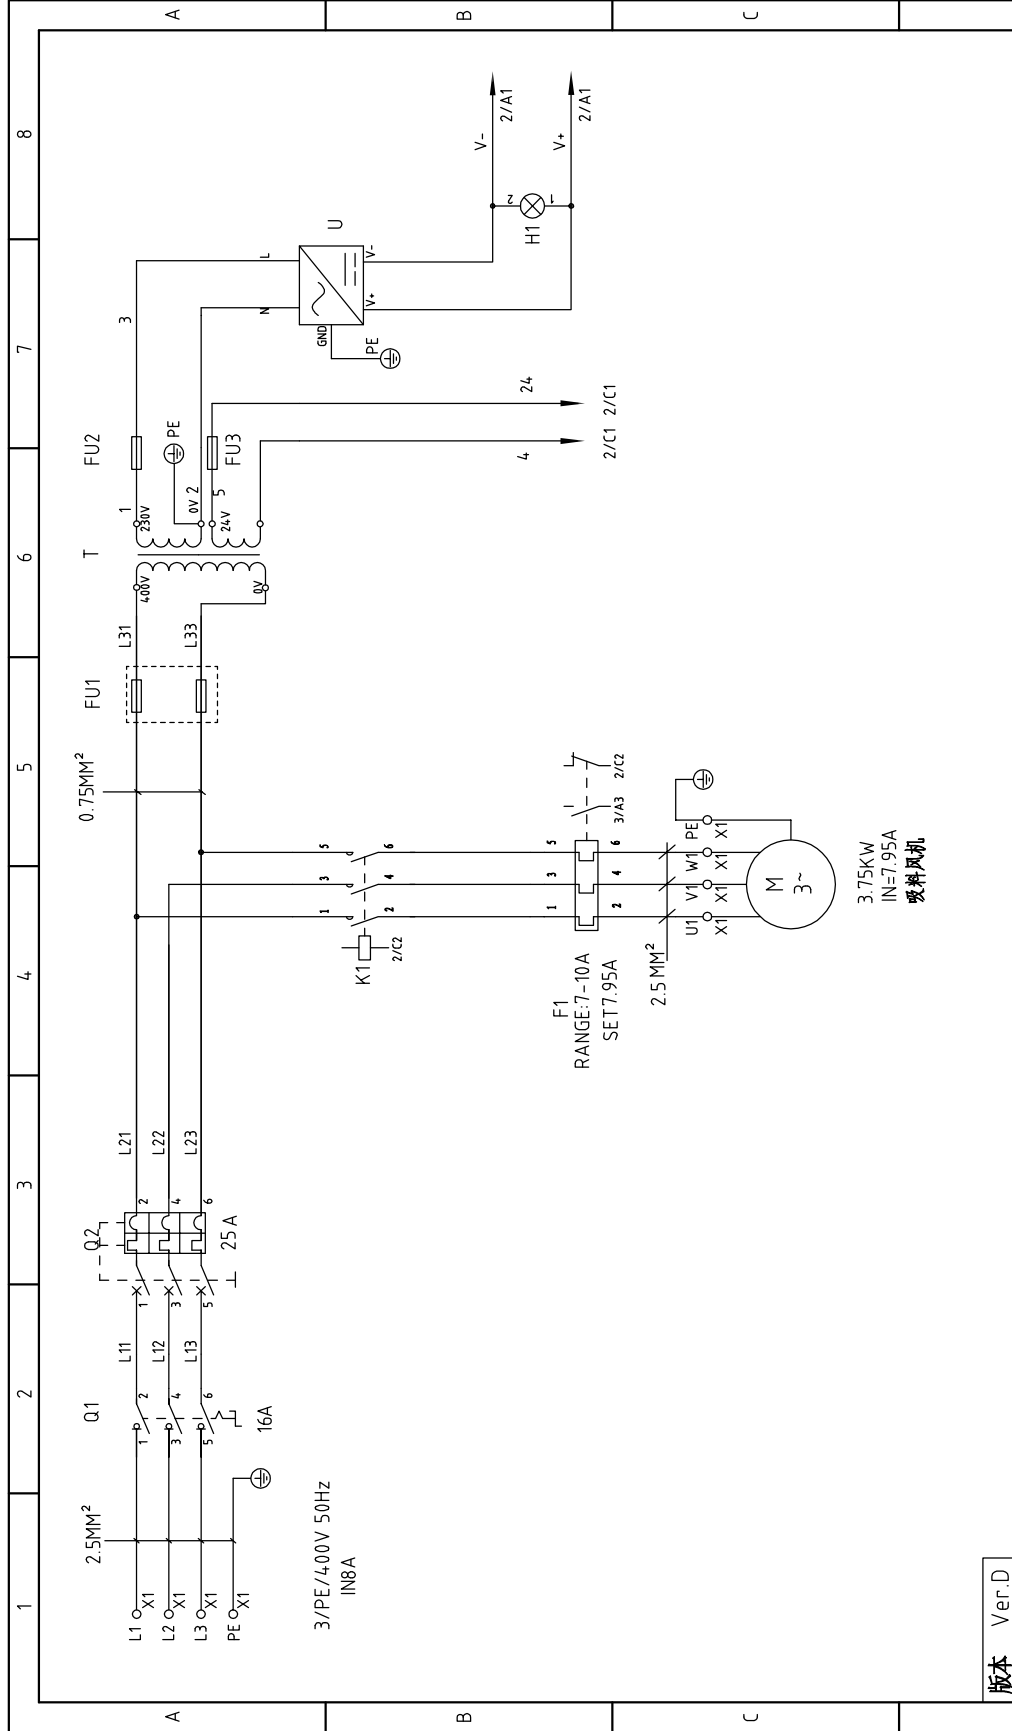 1
2
3
4
5
6
7
8
A
B
C
A
B
C
L1
X1
L2
X1
L3
X1
PE
X1
2.5MM²
3/PE/400V 50Hz
IN8A
Q1
1
2
3
4
5
6
16A
L11
L12
L13
Q2
1
2
3
4
5
6
25A
L21
L22
L23
K1
2/C2
1
2
3
4
5
6
F1
RANGE:7-10A
SET7.95A
1
2
3
4
5
6
3/A3
2/C2
2.5MM²
U1
X1
V1
X1
W1
X1
PE
X1
M
3~
3.75KW
IN=7.95A
吸料风机
0.75MM²
FU1
L31
L33
T
400V
0V
230V
0V
24V
1
2
5
FU2
PE
FU3
4
24
2/C1
2/C1
3
L
N
U
GND
PE
V-
V+
H1
2
1
V-
2/A1
V+
2/A1
版本 Ver.D